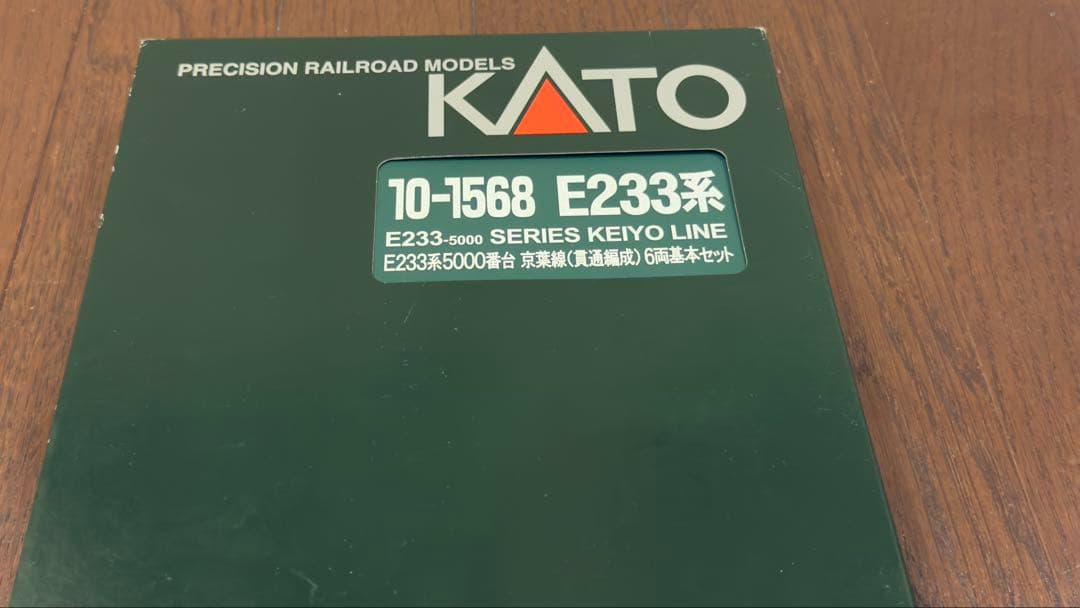 PRECISION RAILROAD MODELS
KATO
10-1568 E233系
E233-5000 SERIES KEIYO LINE
E233系5000番台 京葉線(貫通編成)6両基本セット